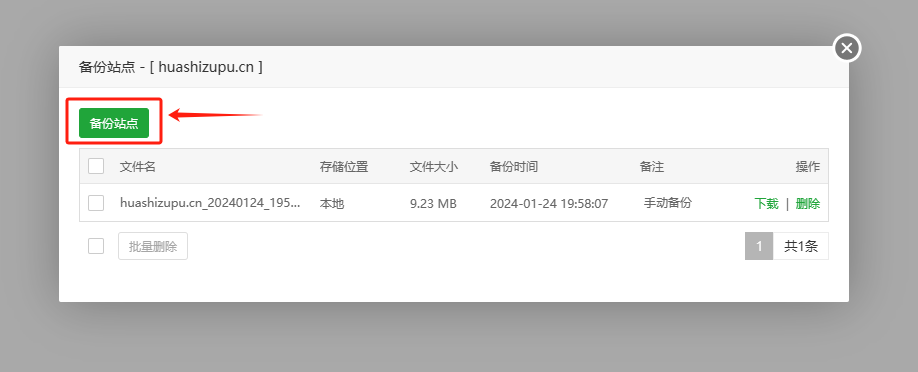 备份站点 - [ huashizupu.cn ]
备份站点
文件名 存储位置 文件大小 备份时间 备注 操作
huashizupu.cn_20240124_195... 本地 9.23 MB 2024-01-24 19:58:07 手动备份 下载 | 删除
批量删除 1 共1条